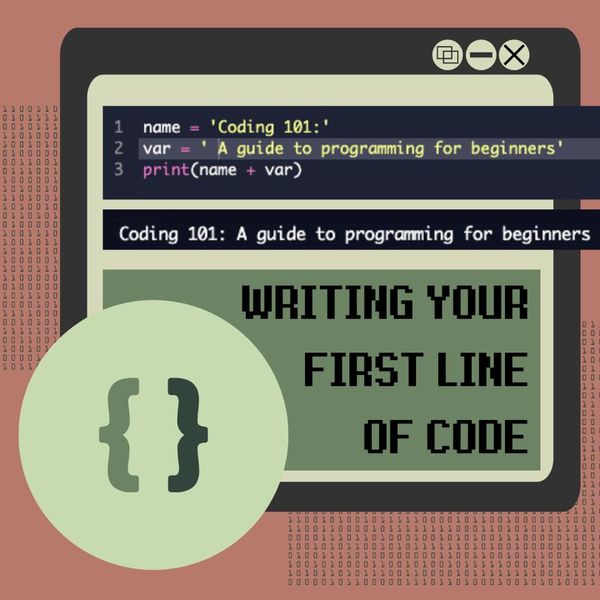 1 name = 'Coding 101:'
2 var = ' A guide to programming for beginners'
3 print(name + var)
Coding 101: A guide to programming for beginners
WRITING YOUR
FIRST LINE
OF CODE
{ }